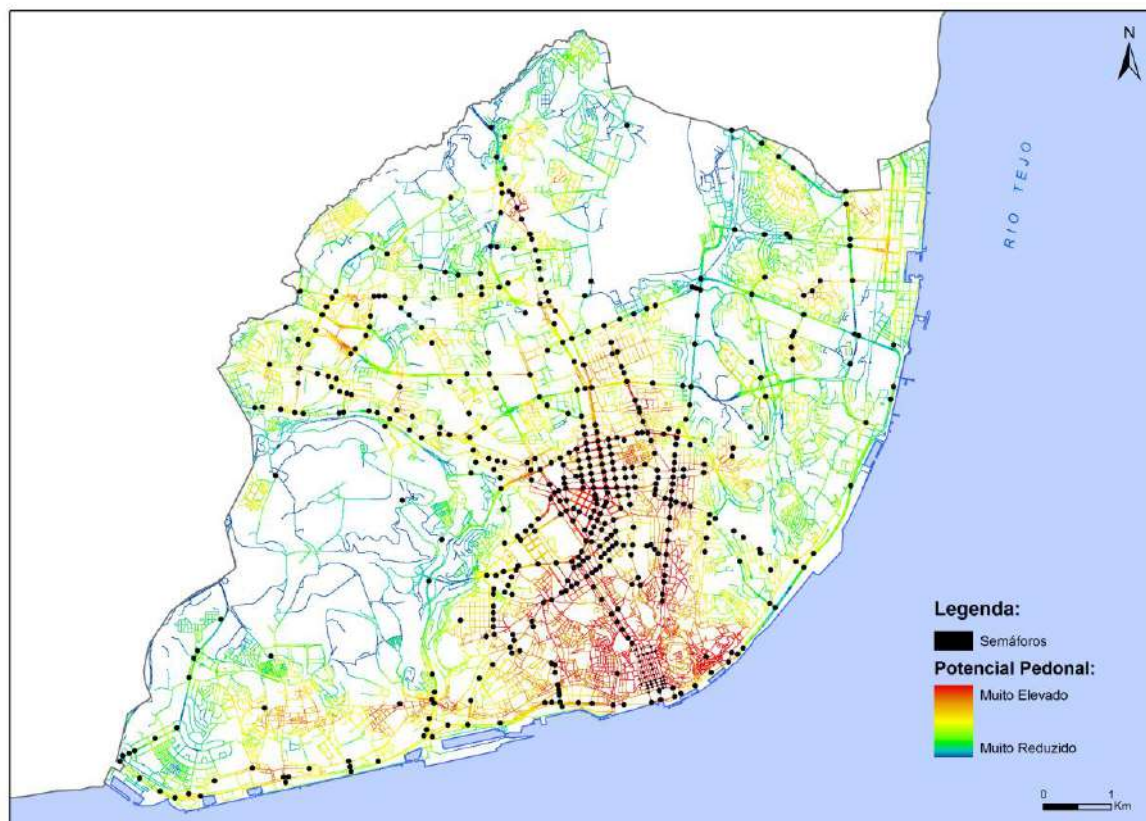 N
RIO TEJO
Legenda:
Semáforos
Potencial Pedonal:
Muito Elevado
Muito Reduzido
0 1
Km